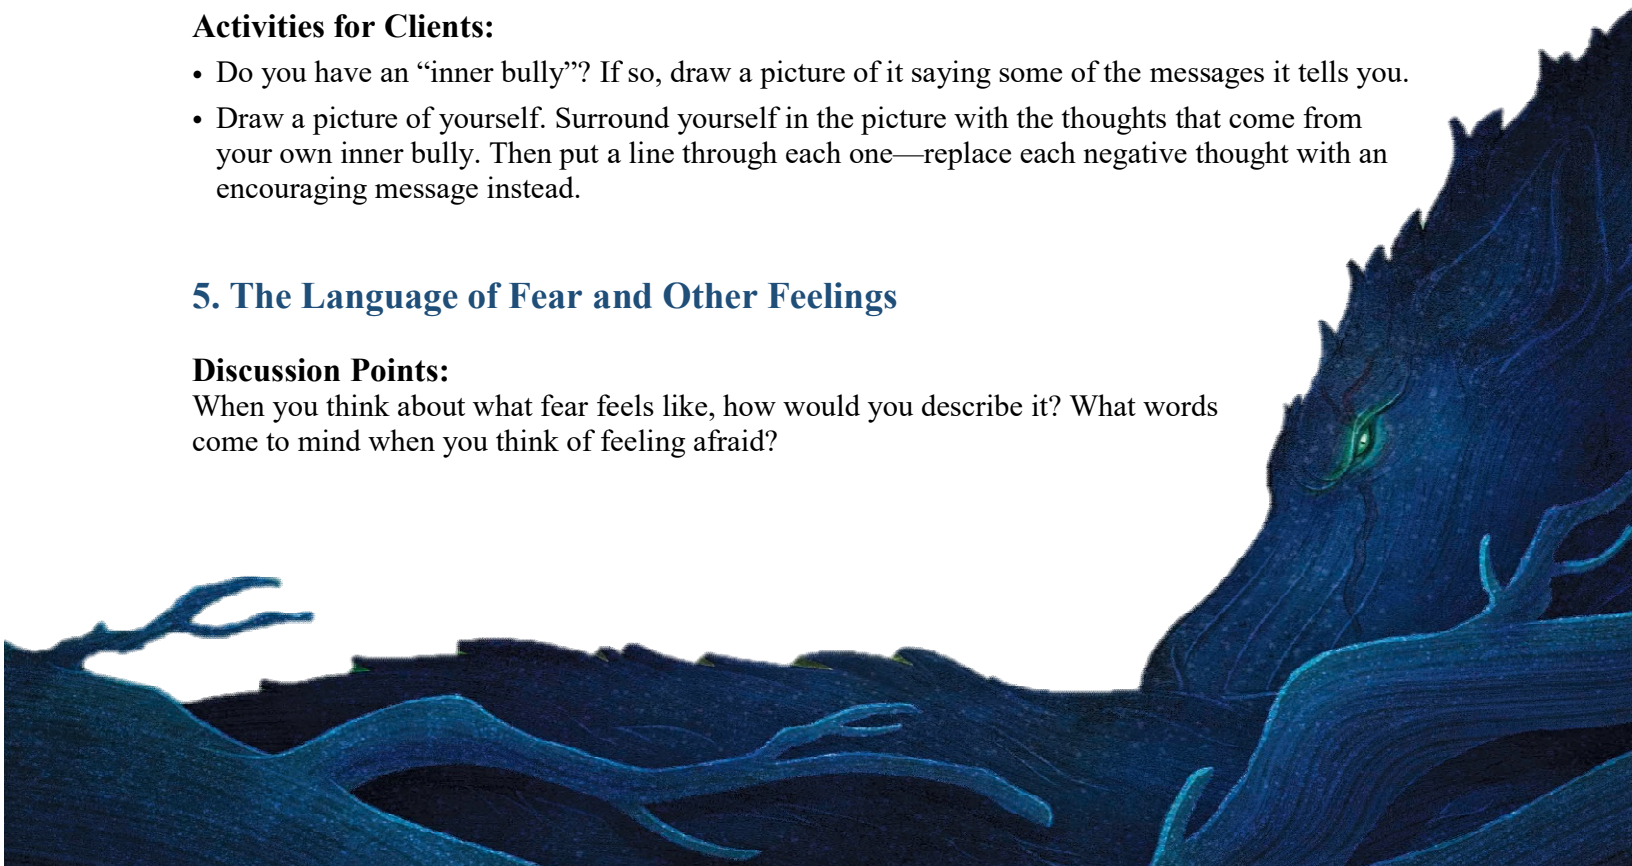 Activities for Clients:
• Do you have an “inner bully”? If so, draw a picture of it saying some of the messages it tells you.
• Draw a picture of yourself. Surround yourself in the picture with the thoughts that come from
your own inner bully. Then put a line through each one—replace each negative thought with an
encouraging message instead.
5. The Language of Fear and Other Feelings
Discussion Points:
When you think about what fear feels like, how would you describe it? What words
come to mind when you think of feeling afraid?